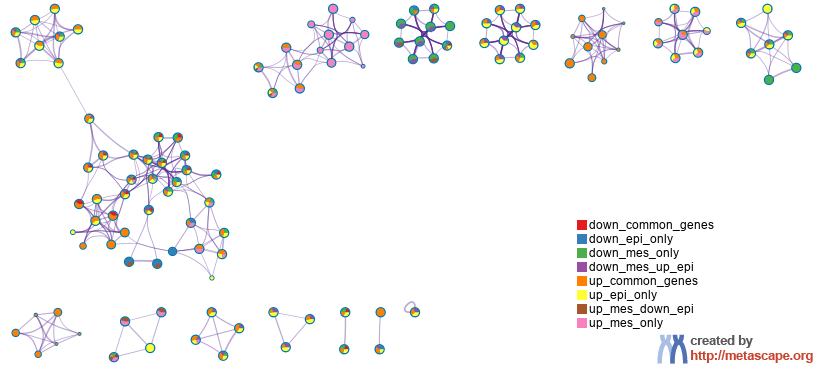 down_common_genes
down_epi_only
down_mes_only
down_mes_up_epi
up_common_genes
up_epi_only
up_mes_down_epi
up_mes_only
created by
http://metascape.org